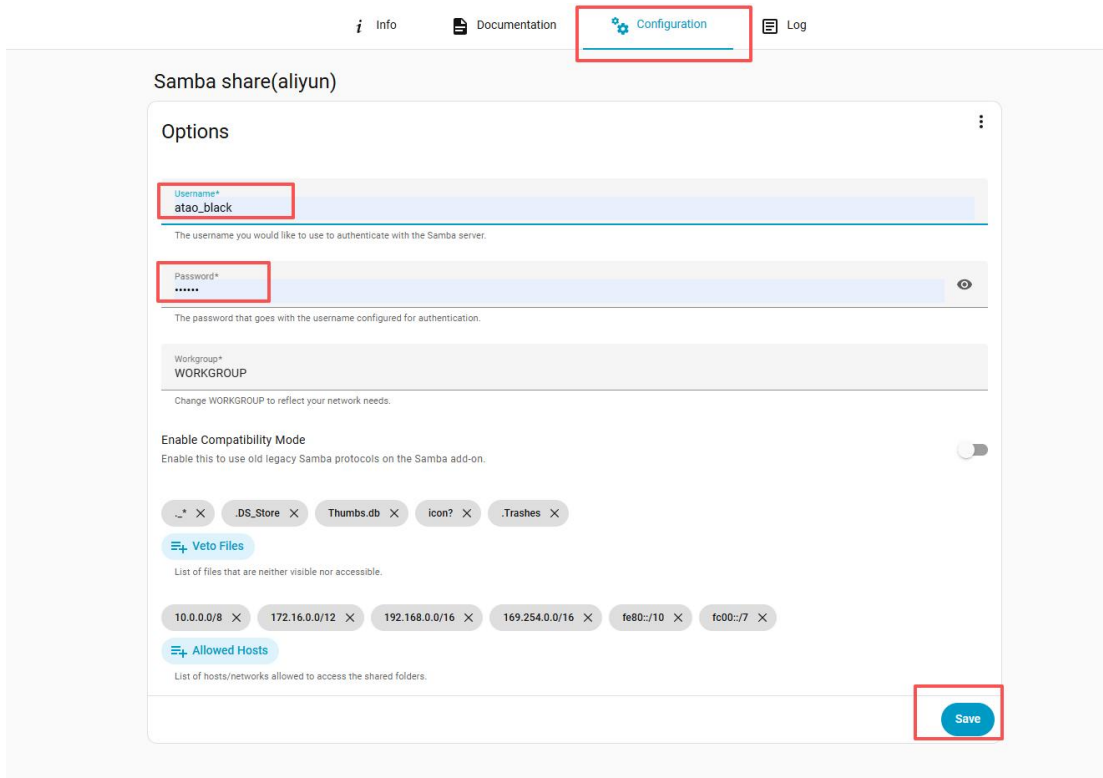 Info Documentation Configuration Log
Samba share(aliyun)
Options
Username*
atao_black
The username you would like to use to authenticate with the Samba server.
Password*
••••••
The password that goes with the username configured for authentication.
Workgroup*
WORKGROUP
Change WORKGROUP to reflect your network needs.
Enable Compatibility Mode
Enable this to use old legacy Samba protocols on the Samba add-on.
._* .DS_Store Thumbs.db icon? .Trashes
Veto Files
List of files that are neither visible nor accessible.
10.0.0.0/8 172.16.0.0/12 192.168.0.0/16 169.254.0.0/16 fe80::/10 fc00::/7
Allowed Hosts
List of hosts/networks allowed to access the shared folders.
Save